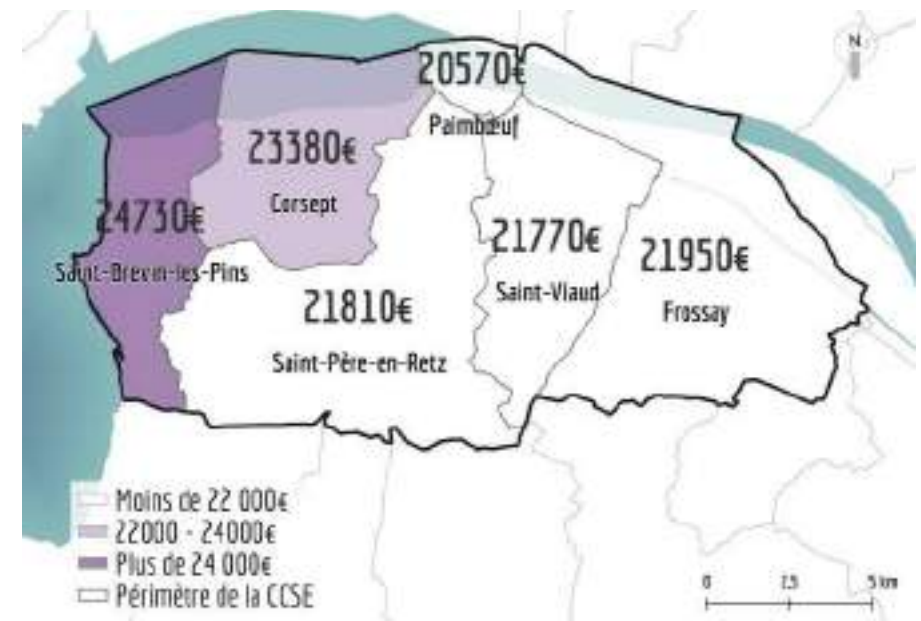 N
20570€
Paimbœuf
23380€
Corsept
24730€
Saint-Brevin-les-Pins
21770€
Saint-Viaud
21950€
Frossay
21810€
Saint-Père-en-Retz
Moins de 22 000€
22000 - 24000€
Plus de 24 000€
Périmètre de la CCSE
0 2,5 5 km